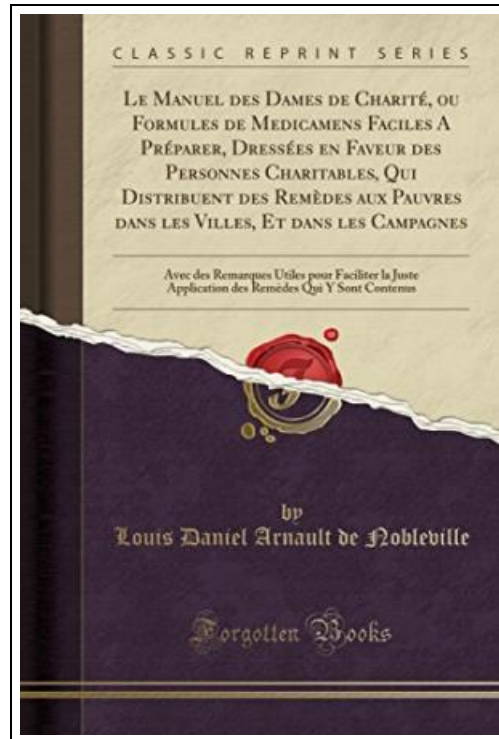 CLASSIC REPRINT SERIES
LE MANUEL DES DAMES DE CHARITÉ, OU
FORMULES DE MEDICAMENS FACILES A
PRÉPARER, DRESSÉES EN FAVEUR DES
PERSONNES CHARITABLES, QUI
DISTRIBUENT DES REMÈDES AUX PAUVRES
DANS LES VILLES, ET DANS LES CAMPAGNES
Avec des Remarques Utiles pour Faciliter la Juste
Application des Remèdes Qui Y Sont Contenus
by
Louis Daniel Arnault de Nobleville
Forgotten Books